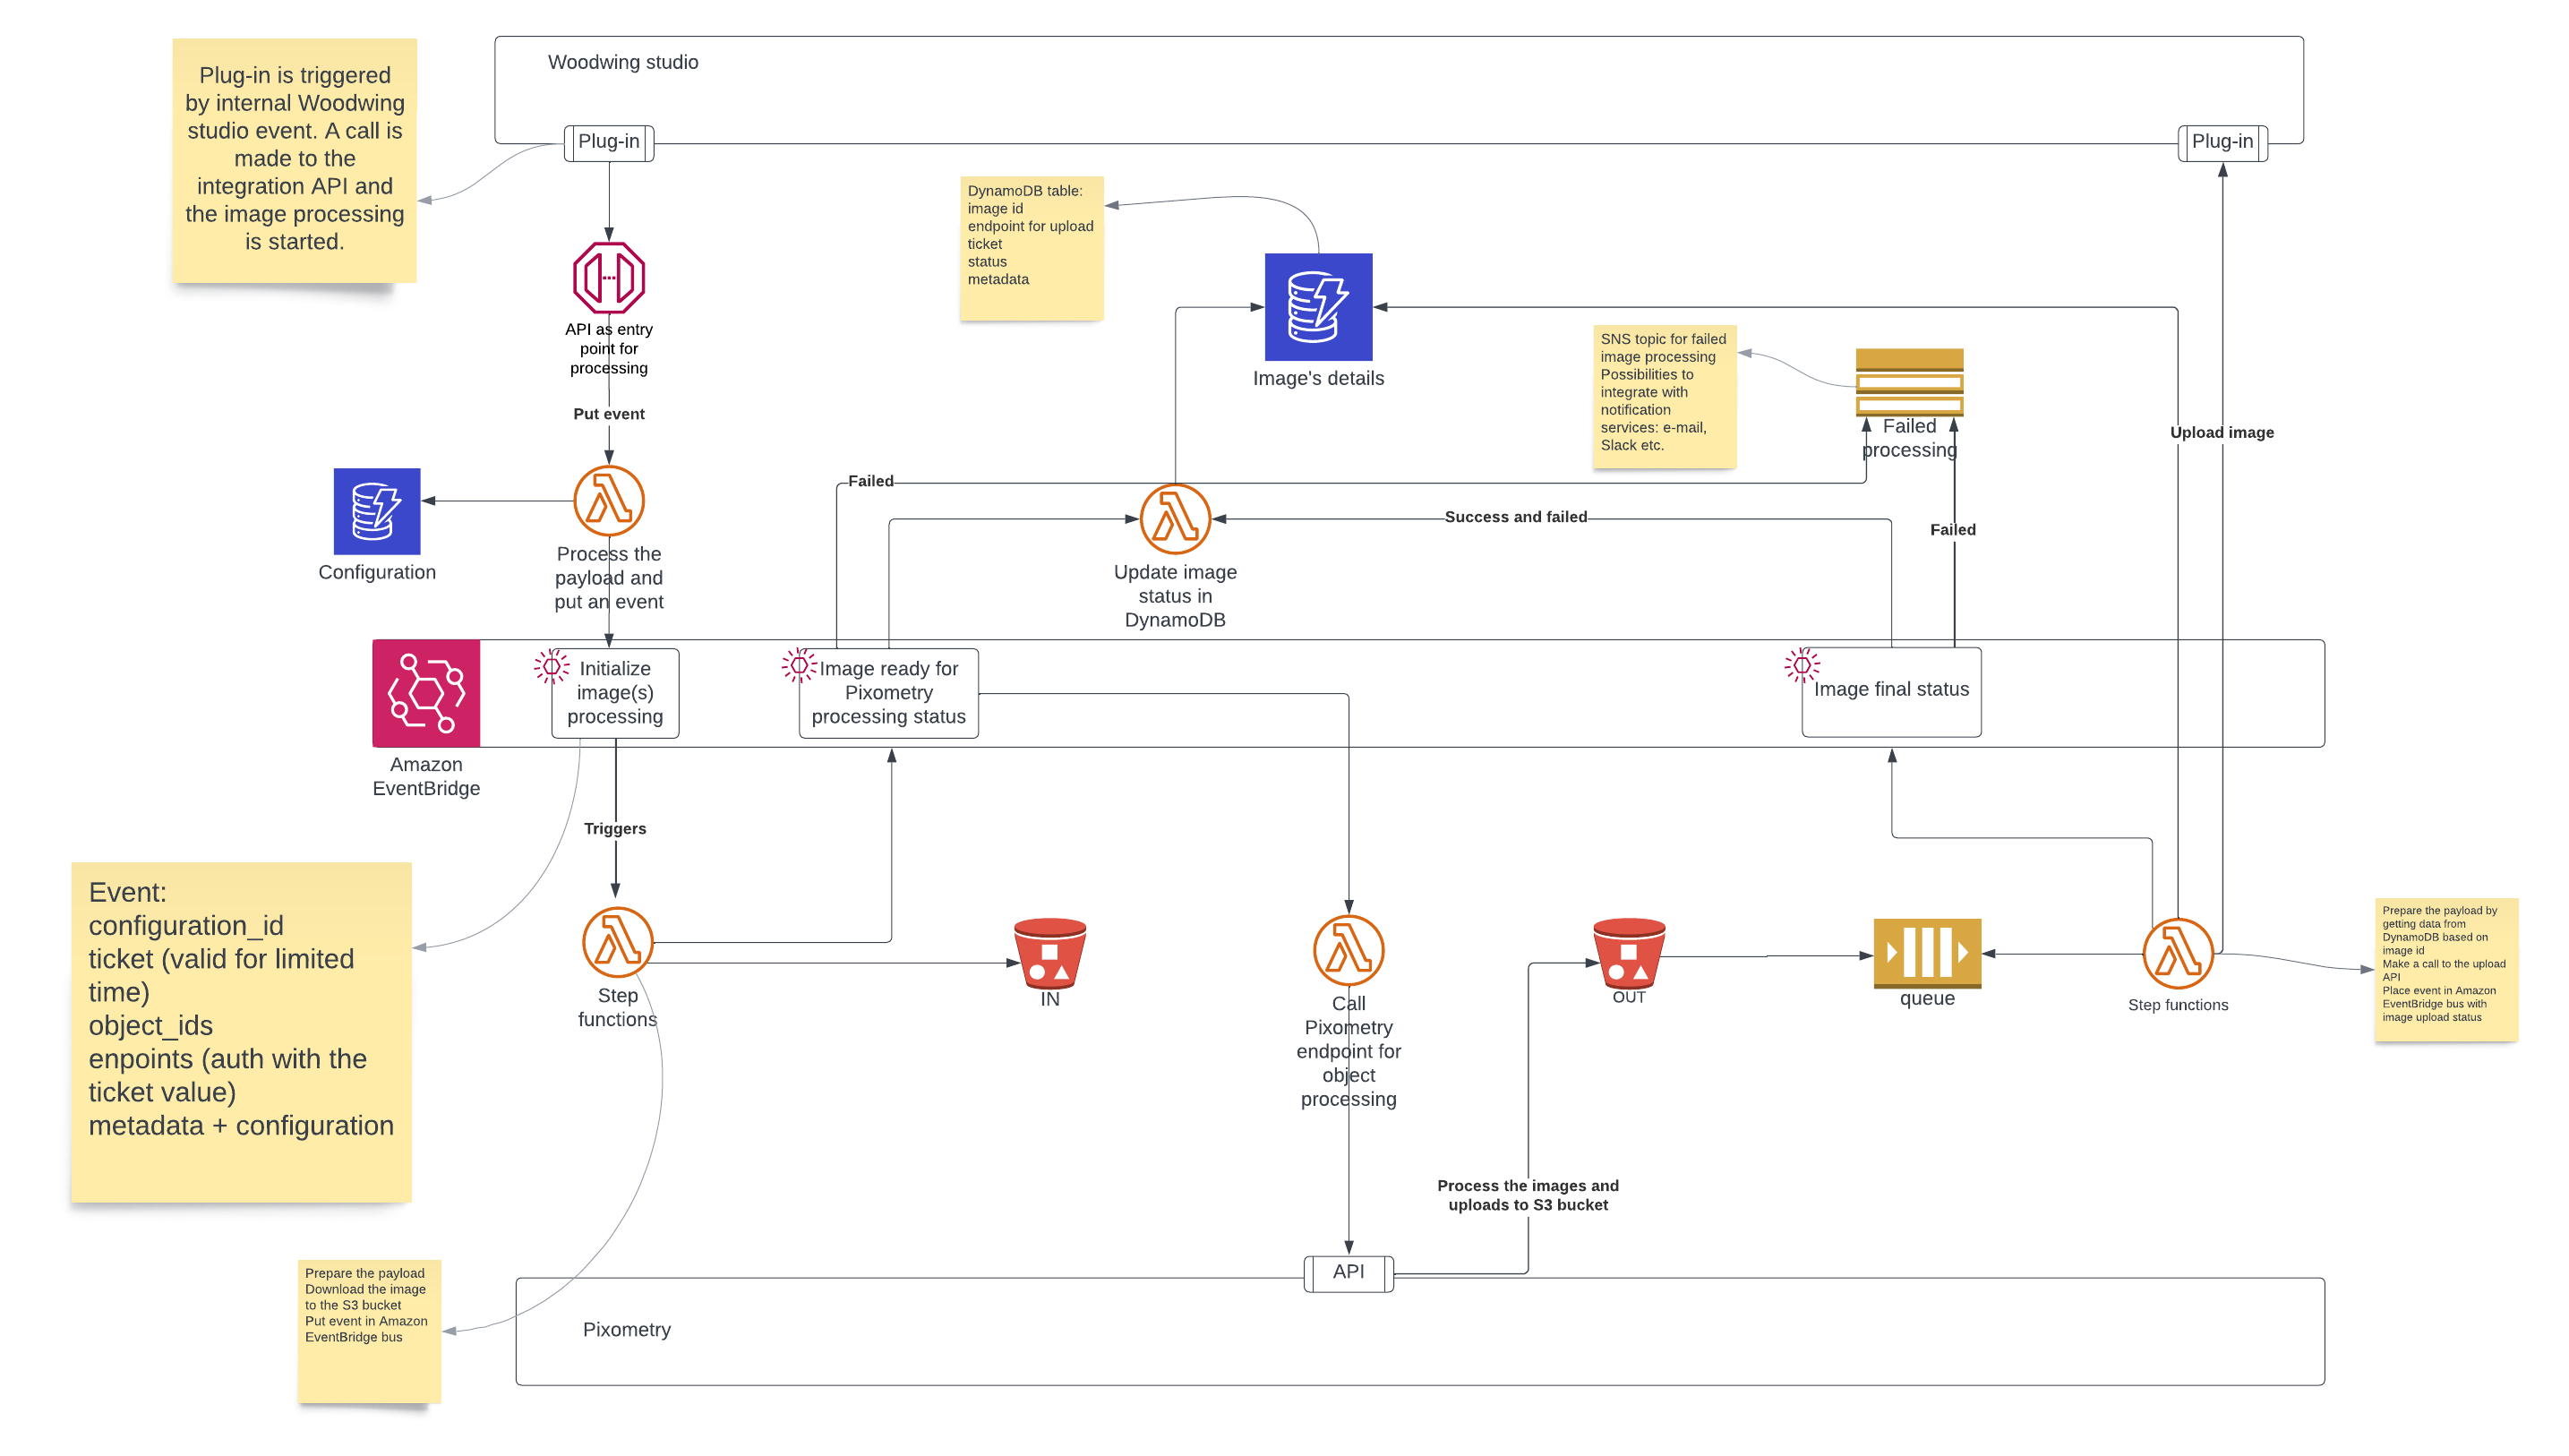 Woodwing studio
Plug-in
Plug-in
Plug-in is triggered
by internal Woodwing
studio event. A call is
made to the
integration API and
the image processing
is started.
DynamoDB table:
image id
endpoint for upload
ticket
status
metadata
API as entry
point for
processing
Image's details
SNS topic for failed
image processing
Possibilities to
integrate with
notification
services: e-mail,
Slack etc.
Put event
Failed
processing
Upload image
Failed
Success and failed
Failed
Configuration
Process the
payload and
put an event
Update image
status in
DynamoDB
Initialize
image(s)
processing
Image ready for
Pixometry
processing status
Image final status
Amazon
EventBridge
Triggers
Event:
configuration_id
ticket (valid for limited
time)
object_ids
enpoints (auth with the
ticket value)
metadata + configuration
Step
functions
IN
Call
Pixometry
endpoint for
object
processing
OUT
queue
Step functions
Prepare the payload by
getting data from
DynamoDB based on
image id
Make a call to the upload
API
Place event in Amazon
EventBridge bus with
image upload status
Process the images and
uploads to S3 bucket
Prepare the payload
Download the image
to the S3 bucket
Put event in Amazon
EventBridge bus
API
Pixometry